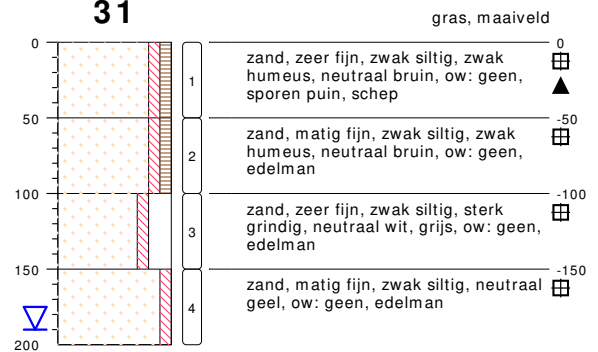 31
gras, maaiveld
0
0
zand, zeer fijn, zwak siltig, zwak
humeus, neutraal bruin, ow: geen,
sporen puin, schep
1
50
-50
zand, matig fijn, zwak siltig, zwak
humeus, neutraal bruin, ow: geen,
edelman
2
100
-100
zand, zeer fijn, zwak siltig, sterk
grindig, neutraal wit, grijs, ow: geen,
edelman
3
150
-150
zand, matig fijn, zwak siltig, neutraal
geel, ow: geen, edelman
4
200